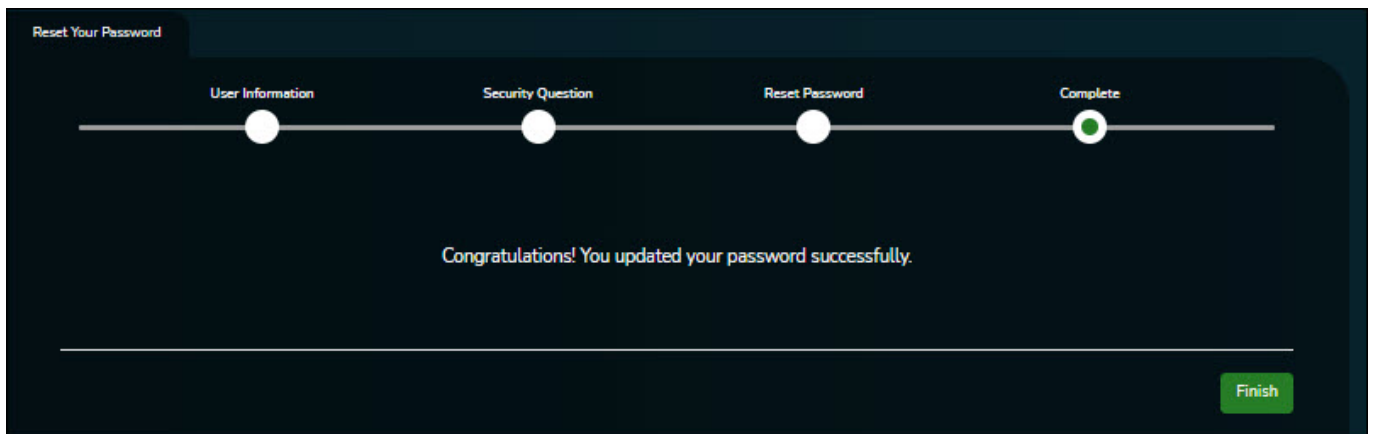 Reset Your Password
User Information Security Question Reset Password Complete
Congratulations! You updated your password successfully.
Finish